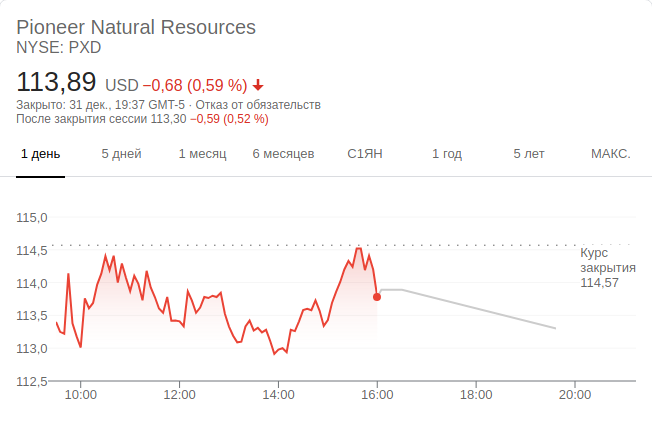 Pioneer Natural Resources
NYSE: PXD
113,89 USD −0,68 (0,59 %)
Закрыто: 31 дек., 19:37 GMT-5 · Отказ от обязательств
После закрытия сессии 113,30 −0,59 (0,52 %)
1 день 5 дней 1 месяц 6 месяцев С1ЯН 1 год 5 лет МАКС.
115,0
114,5
Курс
закрытия
114,57
114,0
113,5
113,0
112,5
10:00 12:00 14:00 16:00 18:00 20:00